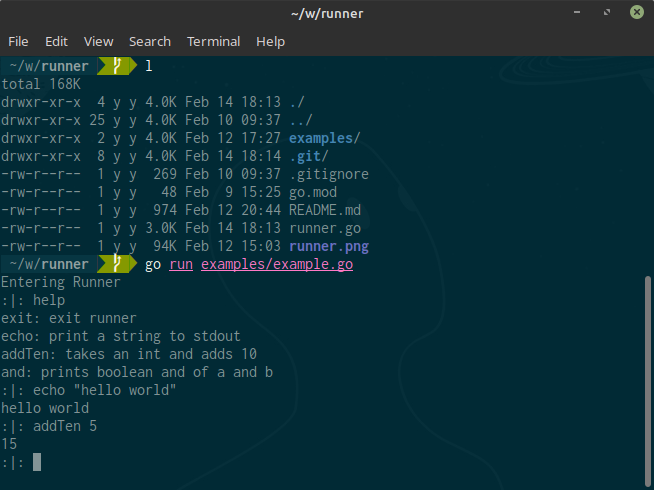 ~/w/runner
File Edit View Search Terminal Help
~/w/runner l
total 168K
drwxr-xr-x  4 y y 4.0K Feb 14 18:13 ./
drwxr-xr-x 25 y y 4.0K Feb 10 09:37 ../
drwxr-xr-x  2 y y 4.0K Feb 12 17:27 examples/
drwxr-xr-x  8 y y 4.0K Feb 14 18:14 .git/
-rw-r--r--  1 y y  269 Feb 10 09:37 .gitignore
-rw-r--r--  1 y y   48 Feb  9 15:25 go.mod
-rw-r--r--  1 y y  974 Feb 12 20:44 README.md
-rw-r--r--  1 y y 3.0K Feb 14 18:13 runner.go
-rw-r--r--  1 y y  94K Feb 12 15:03 runner.png
~/w/runner go run examples/example.go
Entering Runner
:|: help
exit: exit runner
echo: print a string to stdout
addTen: takes an int and adds 10
and: prints boolean and of a and b
:|: echo "hello world"
hello world
:|: addTen 5
15
:|: